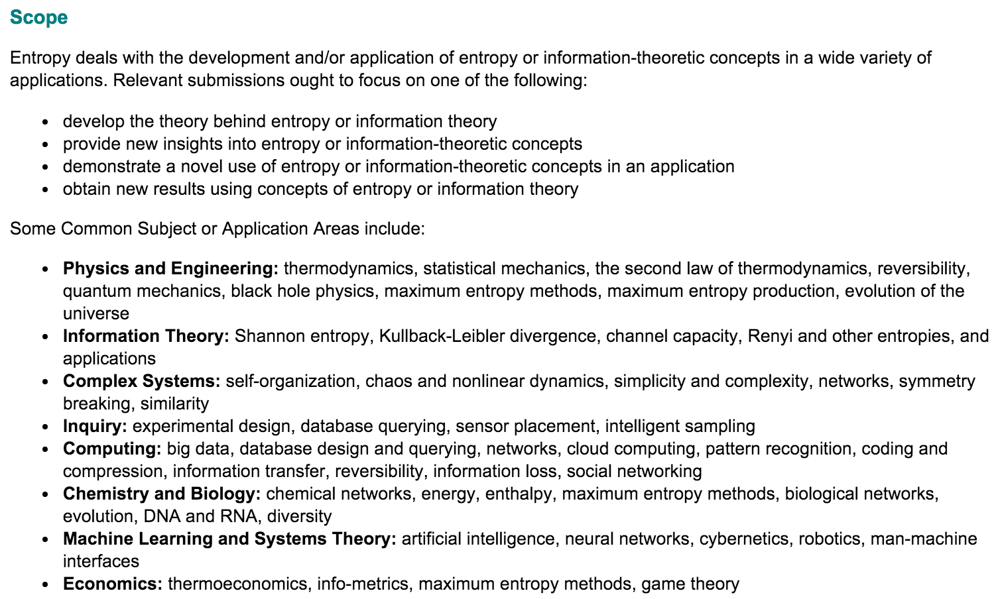 Scope
Entropy deals with the development and/or application of entropy or information-theoretic concepts in a wide variety of
applications. Relevant submissions ought to focus on one of the following:
• develop the theory behind entropy or information theory
• provide new insights into entropy or information-theoretic concepts
• demonstrate a novel use of entropy or information-theoretic concepts in an application
• obtain new results using concepts of entropy or information theory
Some Common Subject or Application Areas include:
• Physics and Engineering: thermodynamics, statistical mechanics, the second law of thermodynamics, reversibility,
quantum mechanics, black hole physics, maximum entropy methods, maximum entropy production, evolution of the
universe
• Information Theory: Shannon entropy, Kullback-Leibler divergence, channel capacity, Renyi and other entropies, and
applications
• Complex Systems: self-organization, chaos and nonlinear dynamics, simplicity and complexity, networks, symmetry
breaking, similarity
• Inquiry: experimental design, database querying, sensor placement, intelligent sampling
• Computing: big data, database design and querying, networks, cloud computing, pattern recognition, coding and
compression, information transfer, reversibility, information loss, social networking
• Chemistry and Biology: chemical networks, energy, enthalpy, maximum entropy methods, biological networks,
evolution, DNA and RNA, diversity
• Machine Learning and Systems Theory: artificial intelligence, neural networks, cybernetics, robotics, man-machine
interfaces
• Economics: thermoeconomics, info-metrics, maximum entropy methods, game theory